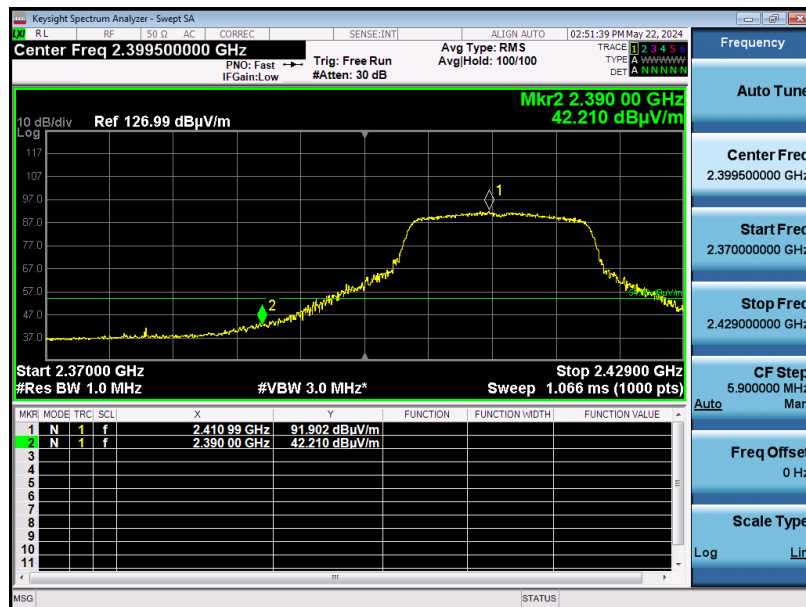 Keysight Spectrum Analyzer - Swept SA
LXI RL RF 50 Ω AC CORREC SENSE:INT ALIGN AUTO 02:51:39 PM May 22, 2024
Center Freq 2.399500000 GHz
PNO: Fast
IFGain:Low
Trig: Free Run
#Atten: 30 dB
Avg Type: RMS
Avg|Hold: 100/100
TRACE 1 2 3 4 5 6
TYPE A W W W W W
DET A N N N N N
Mkr2 2.390 00 GHz
42.210 dBµV/m
10 dB/div Ref 126.99 dBµV/m
Log
117
107
97.0
87.0
77.0
67.0
57.0
47.0
37.0
1
2
Start 2.37000 GHz Stop 2.42900 GHz
#Res BW 1.0 MHz #VBW 3.0 MHz* Sweep 1.066 ms (1000 pts)
MKR MODE TRC SCL X Y FUNCTION FUNCTION WIDTH FUNCTION VALUE
1 N 1 f 2.410 99 GHz 91.902 dBµV/m
2 N 1 f 2.390 00 GHz 42.210 dBµV/m
3
4
5
6
7
8
9
10
11
MSG STATUS
Frequency
Auto Tune
Center Freq
2.399500000 GHz
Start Freq
2.370000000 GHz
Stop Freq
2.429000000 GHz
CF Step
5.900000 MHz
Auto Man
Freq Offset
0 Hz
Scale Type
Log Lin